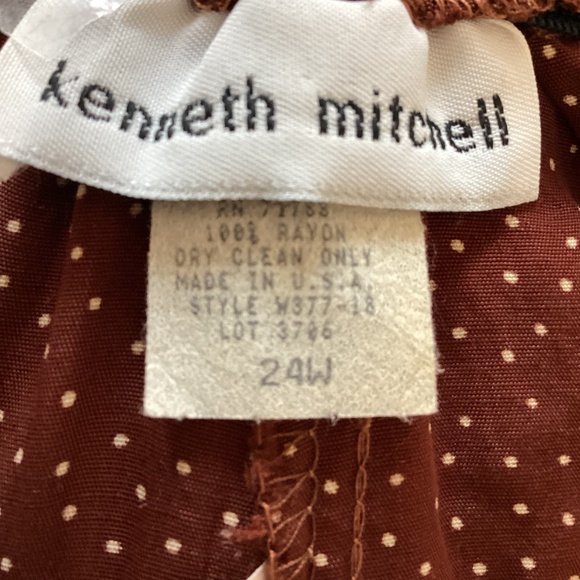 kenneth mitchell
RN 71788
100% RAYON
DRY CLEAN ONLY
MADE IN U.S.A.
STYLE W377-18
LOT 3706
24W